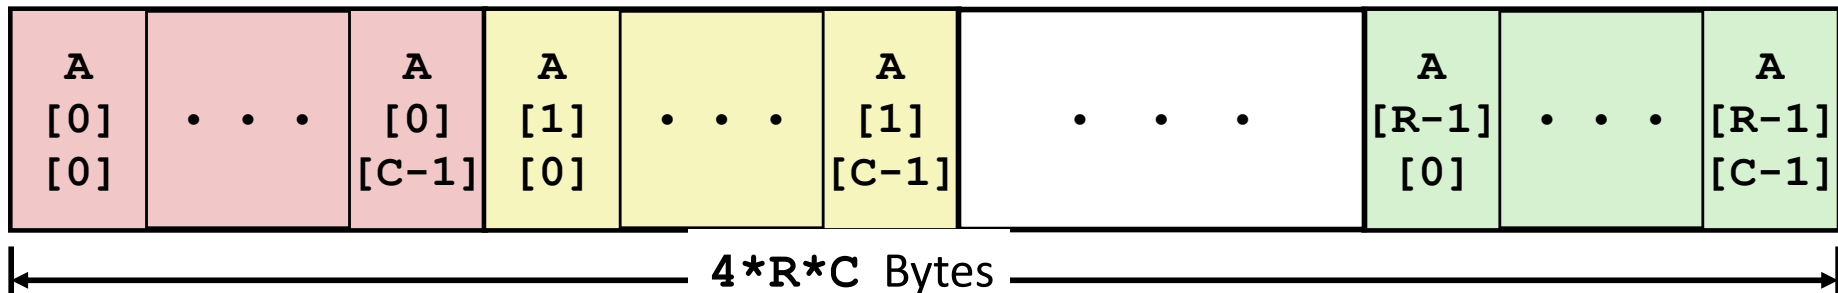 A A A A A A
[0] • • • [0] [1] • • • [1] • • • [R-1] • • • [R-1]
[0] [C-1] [0] [C-1] [0] [C-1]
4*R*C Bytes